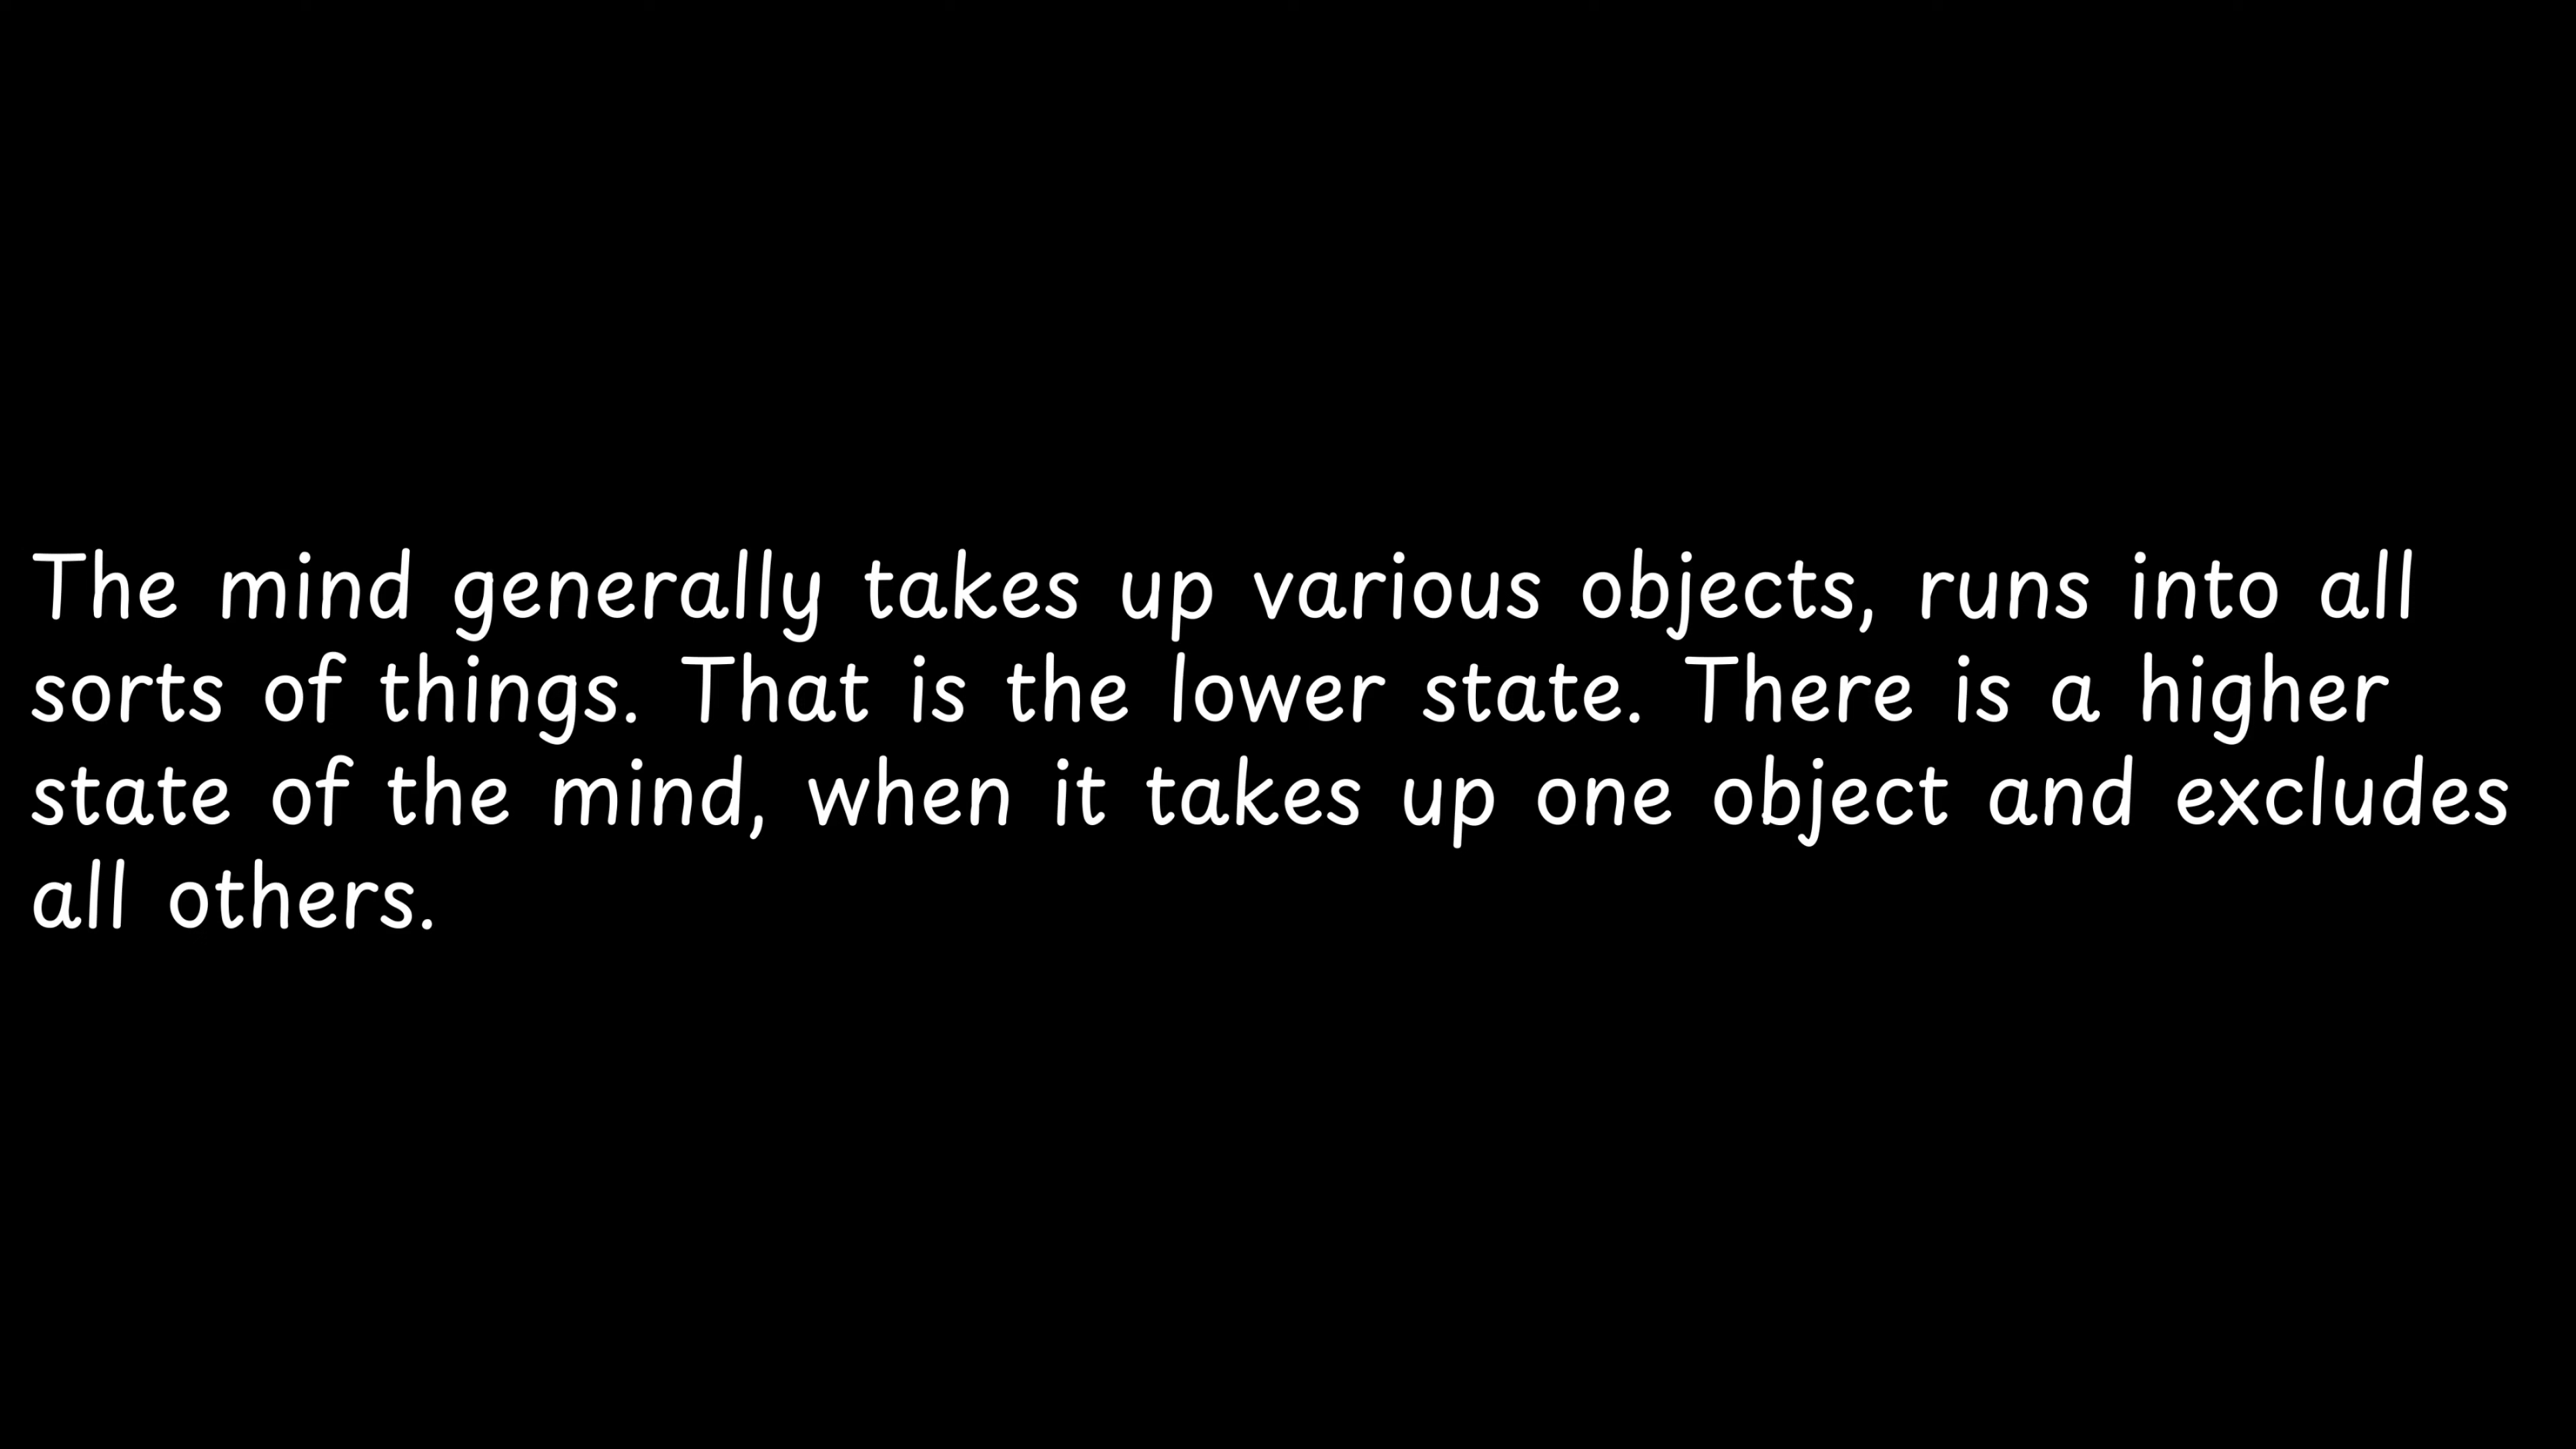 The mind generally takes up various objects, runs into all
sorts of things. That is the lower state. There is a higher
state of the mind, when it takes up one object and excludes
all others.